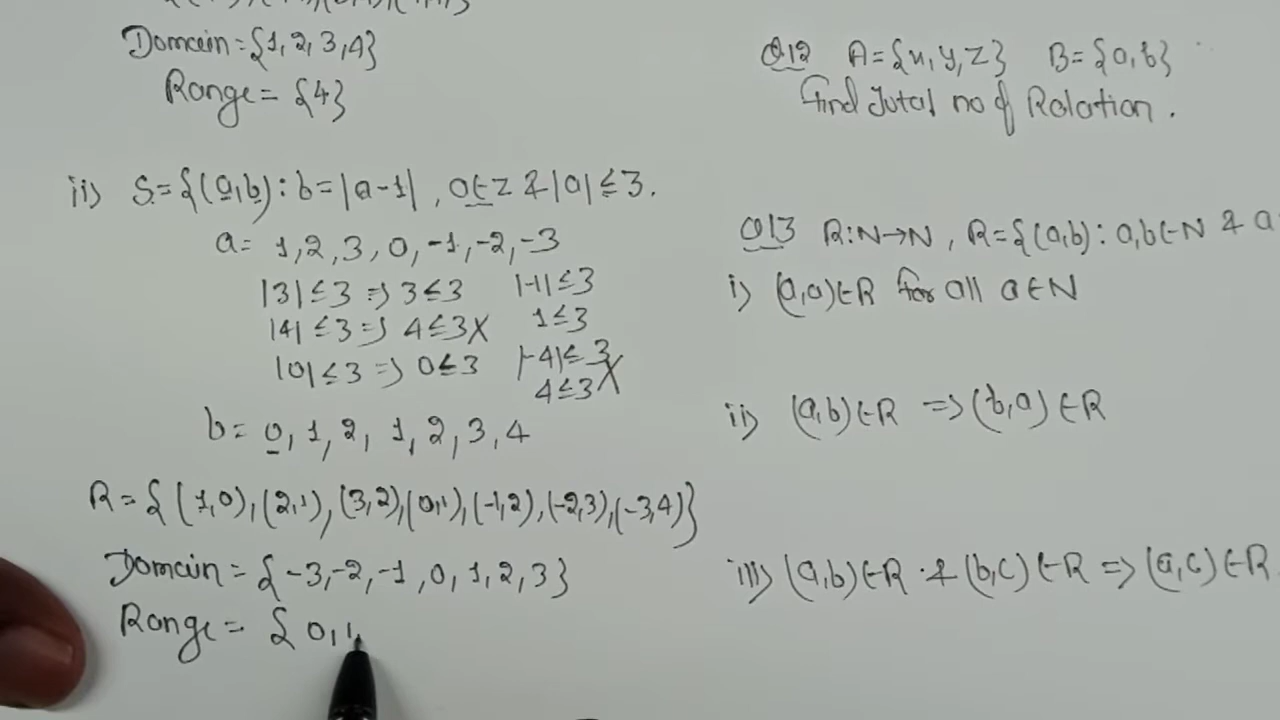 Domain = {1, 2, 3, 4}
Range = {4}
ii) S = {(a,b) : b = |a-1|, a∈Z & |a| ≤ 3.
a = 1, 2, 3, 0, -1, -2, -3
|3| ≤ 3 => 3 ≤ 3 |-1| ≤ 3
|4| ≤ 3 => 4 ≤ 3 X 1 ≤ 3
|0| ≤ 3 => 0 ≤ 3 |-4| ≤ 3
4 ≤ 3 X
b = 0, 1, 2, 1, 2, 3, 4
R = {(1,0), (2,1), (3,2), (0,1), (-1,2), (-2,3), (-3,4)}
Domain = {-3, -2, -1, 0, 1, 2, 3}
Range = { 0, 1
Q12 A = {x, y, z} B = {a, b}
Find Total no of Relation.
Q13 R: N→N, R = {(a,b) : a,b ∈ N & a
i) (a,a) ∈ R for all a ∈ N
ii) (a,b) ∈ R => (b,a) ∈ R
iii) (a,b) ∈ R & (b,c) ∈ R => (a,c) ∈ R